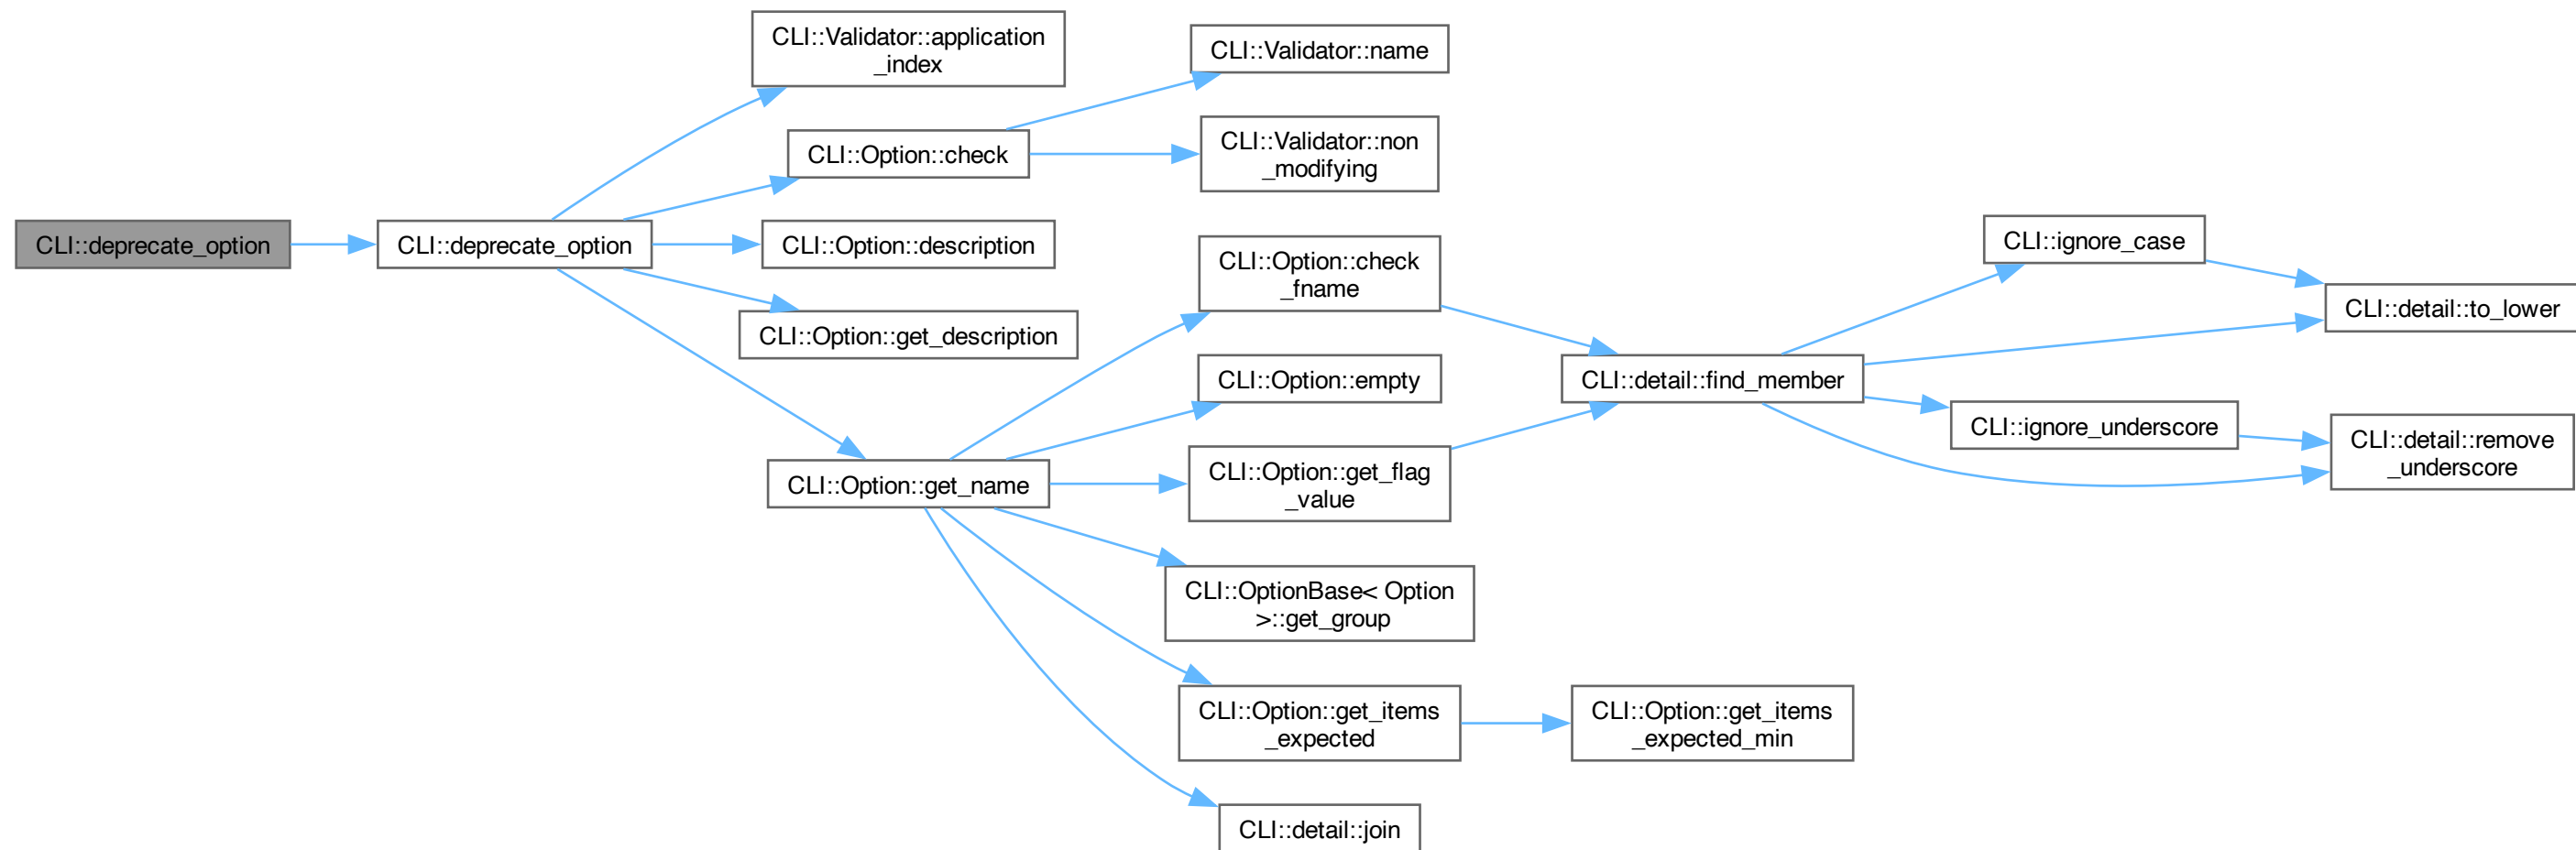 CLI::deprecate_option
CLI::deprecate_option
CLI::Validator::application
_index
CLI::Option::check
CLI::Option::description
CLI::Option::get_description
CLI::Option::get_name
CLI::Validator::name
CLI::Validator::non
_modifying
CLI::Option::check
_fname
CLI::Option::empty
CLI::Option::get_flag
_value
CLI::OptionBase< Option
>::get_group
CLI::Option::get_items
_expected
CLI::detail::join
CLI::detail::find_member
CLI::Option::get_items
_expected_min
CLI::ignore_case
CLI::ignore_underscore
CLI::detail::to_lower
CLI::detail::remove
_underscore